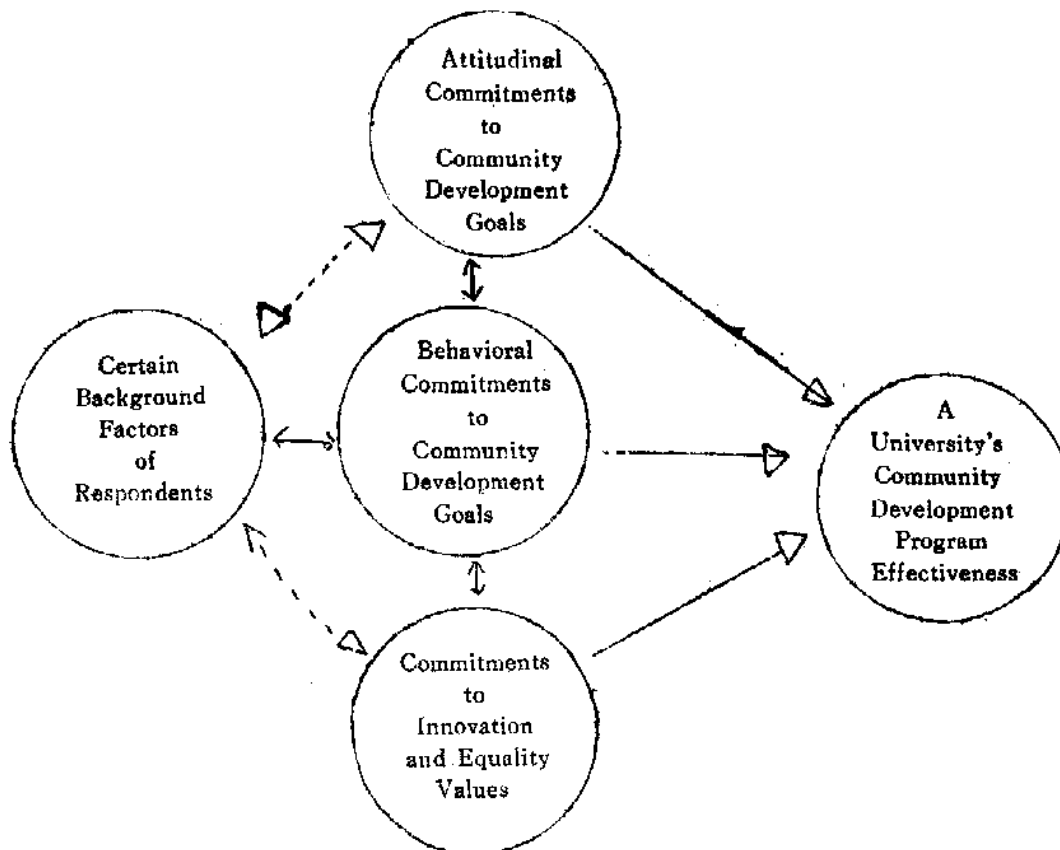 Attitudinal
Commitments
to
Community
Development
Goals
Certain
Background
Factors
of
Respondents
Behavioral
Commitments
to
Community
Development
Goals
A
University's
Community
Development
Program
Effectiveness
Commitments
to
Innovation
and Equality
Values